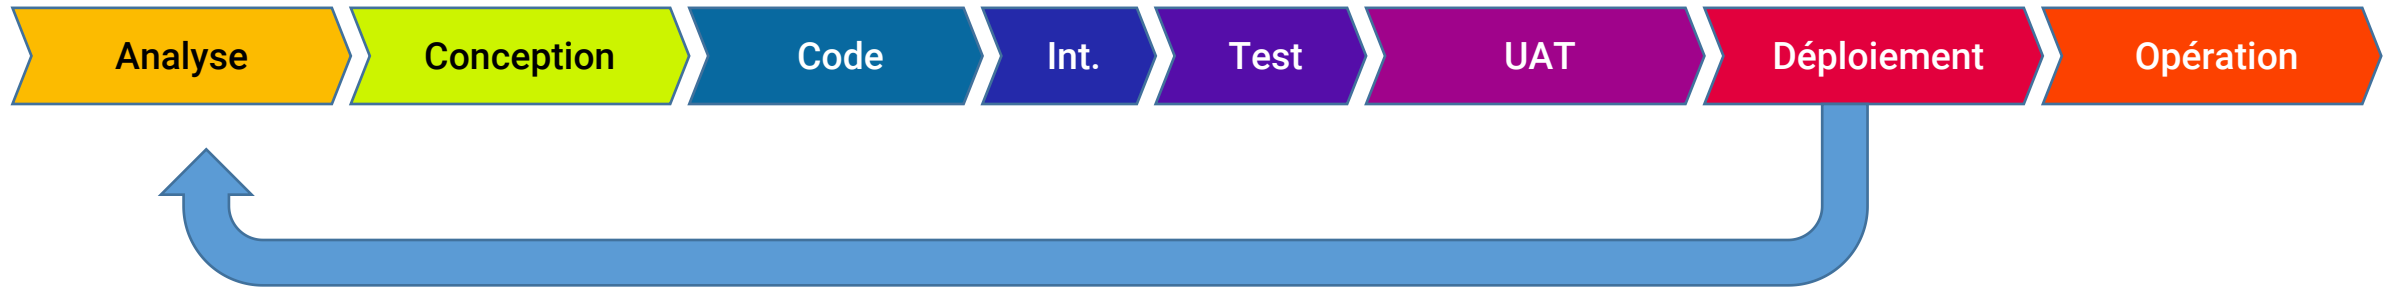 Analyse
Conception
Code
Int.
Test
UAT
Déploiement
Opération